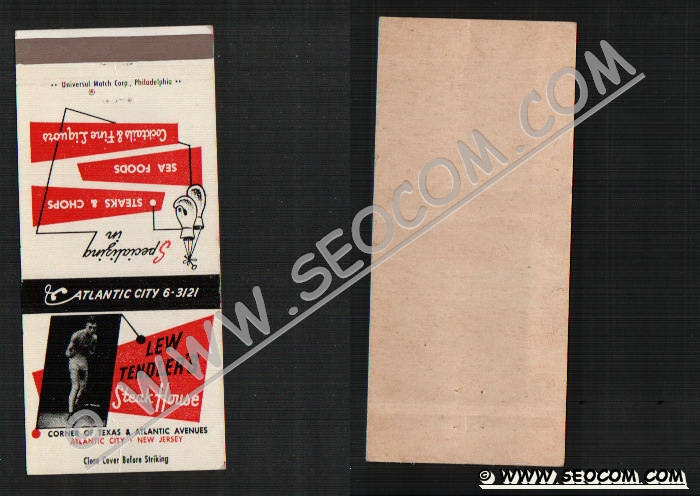 •• Universal Match Corp., Philadelphia ••
Specializing
in
STEAKS & CHOPS
SEA FOODS
Cocktails & Fine Liquors
ATLANTIC CITY 6-3121
LEW
TENDLER'S
Steak House
CORNER OF TEXAS & ATLANTIC AVENUES
ATLANTIC CITY • NEW JERSEY
Close Cover Before Striking
© WWW.SEOCOM.COM
© WWW.SEOCOM.COM